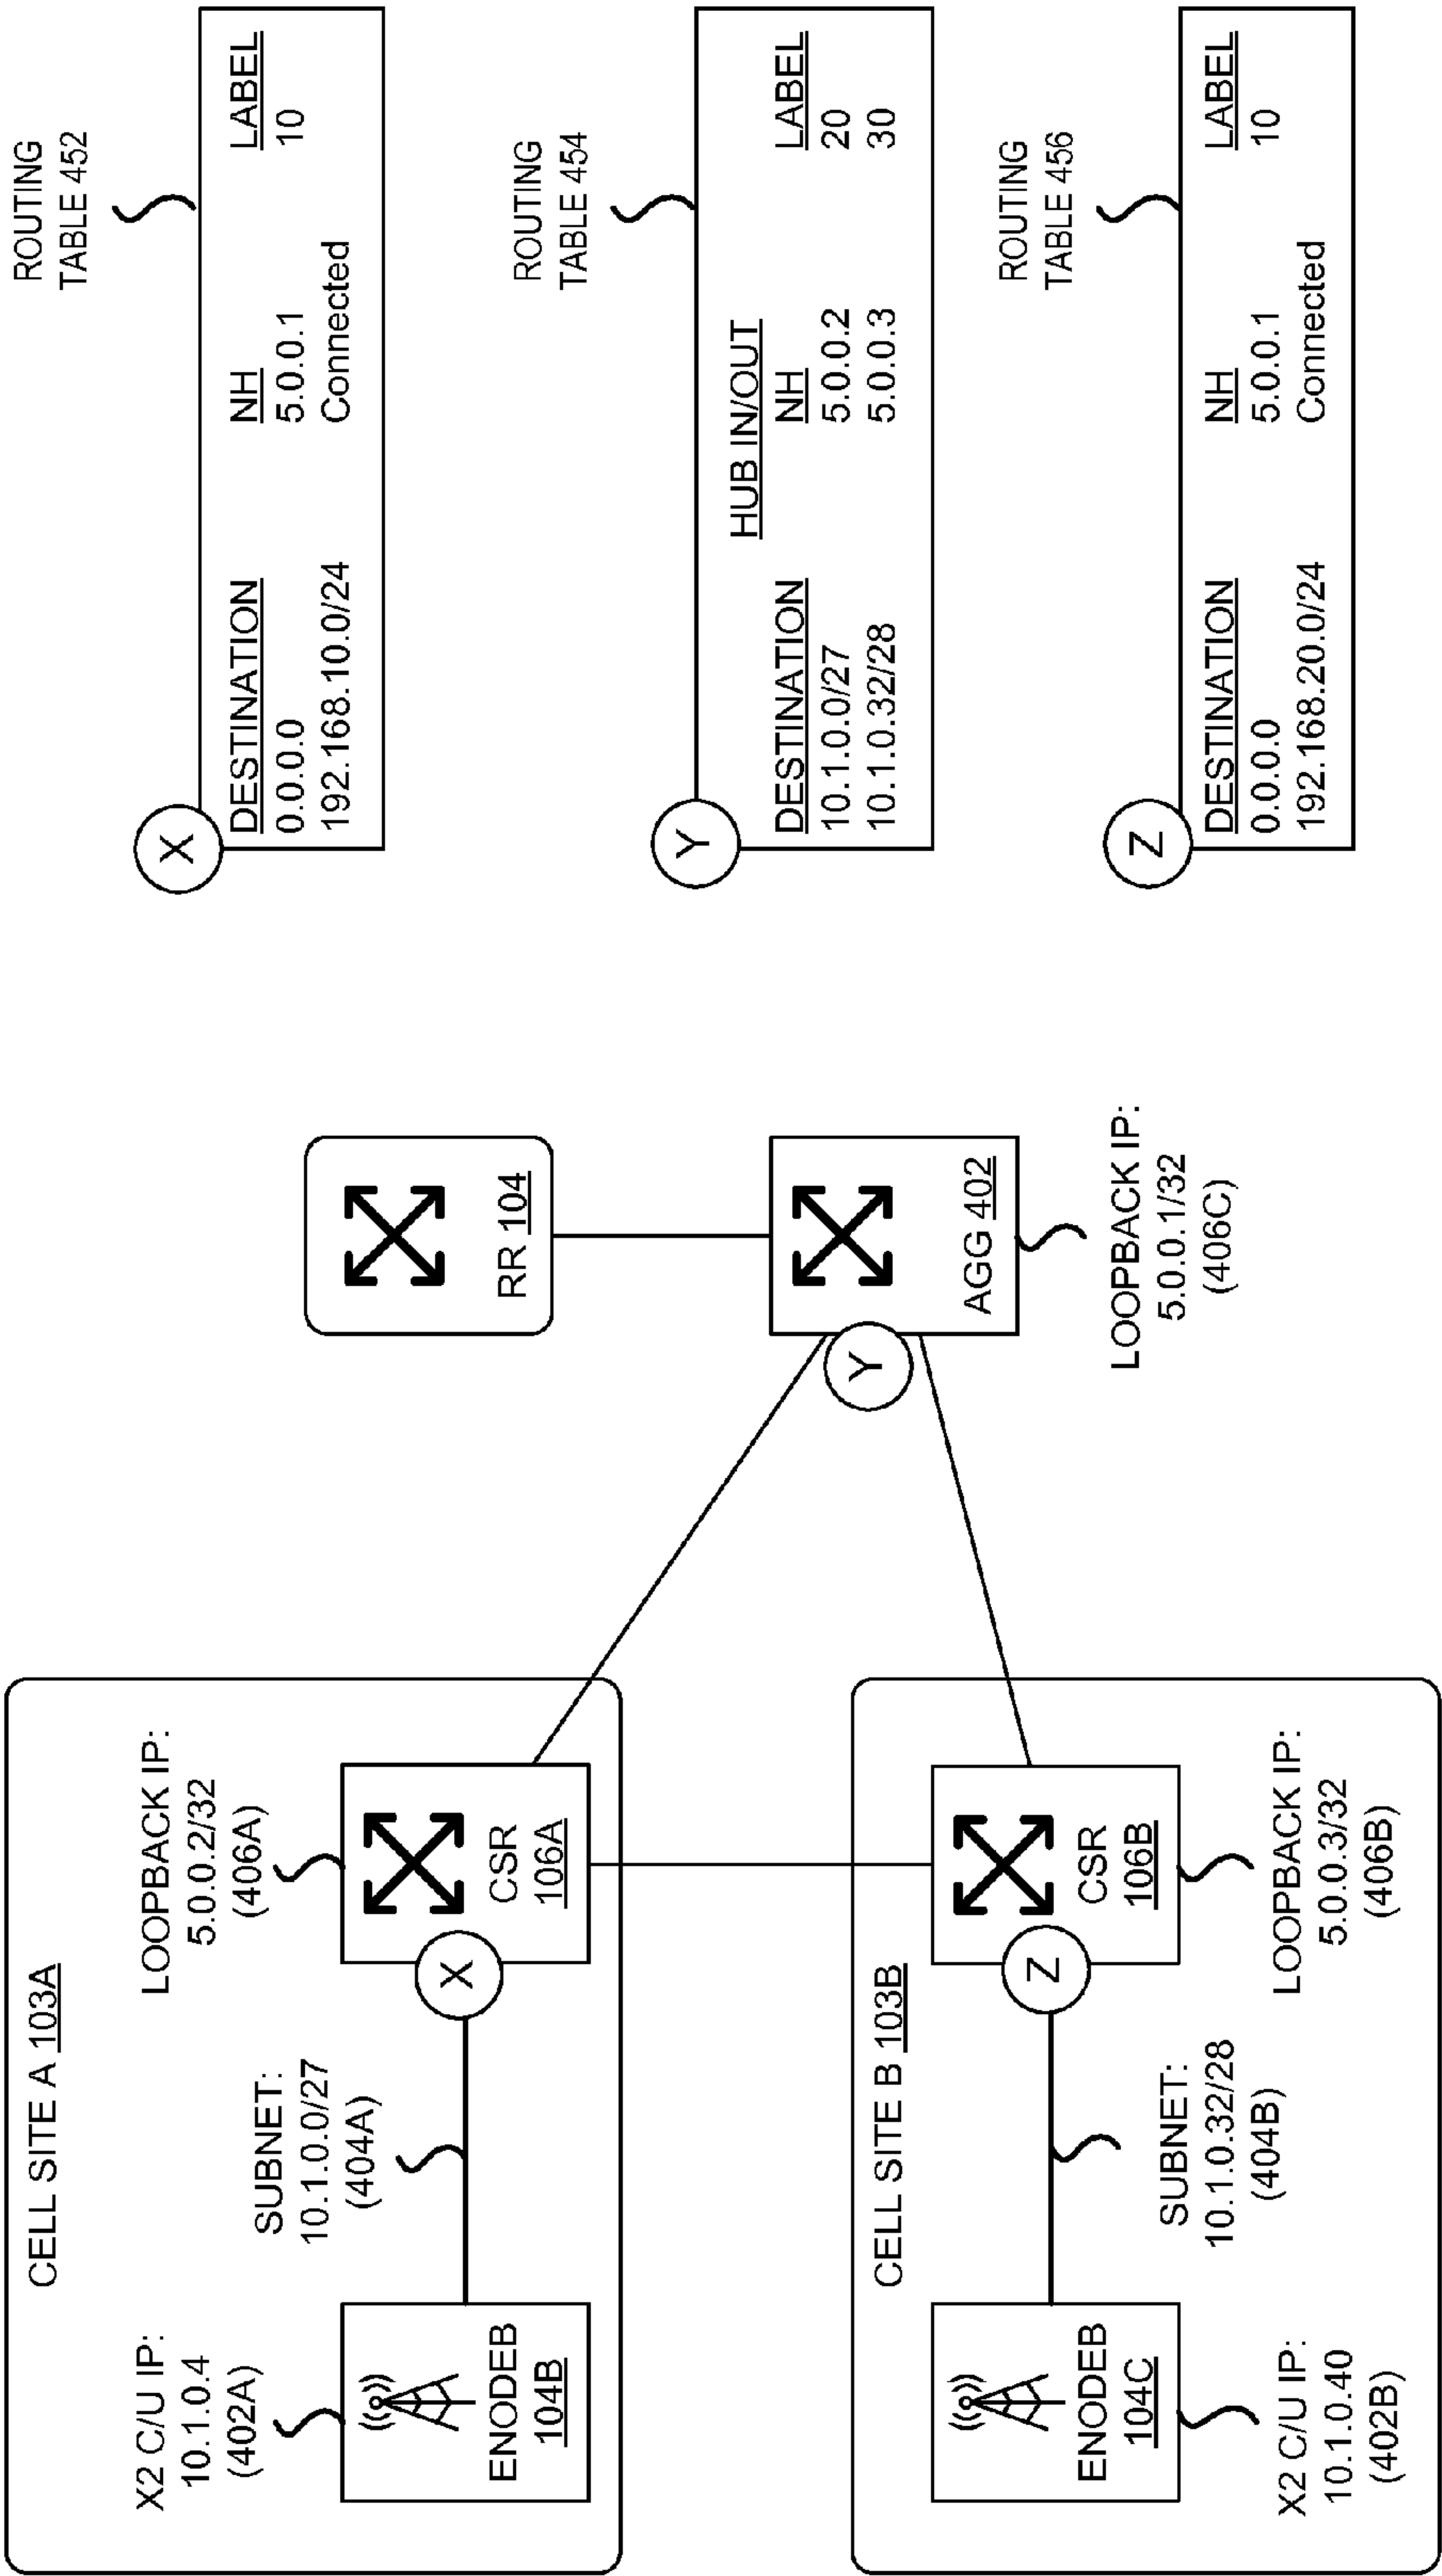 CELL SITE A 103A
X2 C/U IP:
10.1.0.4
(402A)
ENODEB
104B
SUBNET:
10.1.0.0/27
(404A)
LOOPBACK IP:
5.0.0.2/32
(406A)
X
CSR
106A
CELL SITE B 103B
ENODEB
104C
X2 C/U IP:
10.1.0.40
(402B)
SUBNET:
10.1.0.32/28
(404B)
Z
CSR
106B
LOOPBACK IP:
5.0.0.3/32
(406B)
RR 104
Y
AGG 402
LOOPBACK IP:
5.0.0.1/32
(406C)
ROUTING
TABLE 452
X
DESTINATION NH LABEL
0.0.0.0 5.0.0.1 10
192.168.10.0/24 Connected
ROUTING
TABLE 454
Y
HUB IN/OUT
DESTINATION NH LABEL
10.1.0.0/27 5.0.0.2 20
10.1.0.32/28 5.0.0.3 30
ROUTING
TABLE 456
Z
DESTINATION NH LABEL
0.0.0.0 5.0.0.1 10
192.168.20.0/24 Connected